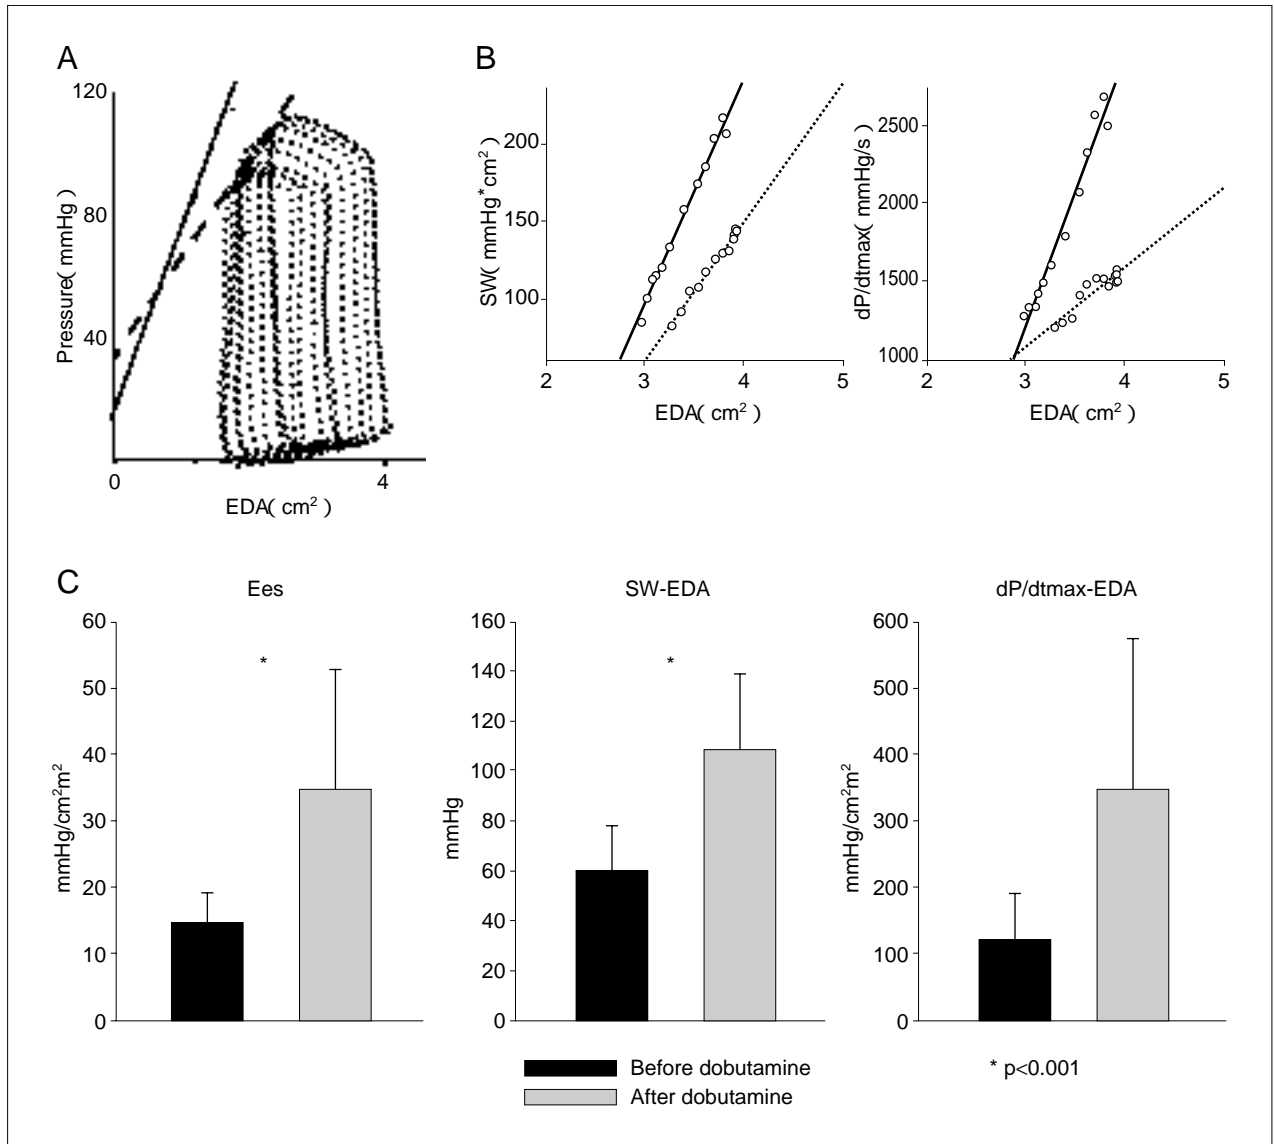 A
120
80
40
Pressure( mmHg )
0
4
EDA( cm² )
B
200
150
100
SW( mmHg*cm² )
2
3
4
5
EDA( cm² )
2500
2000
1500
1000
dP/dtmax( mmHg/s )
2
3
4
5
EDA( cm² )
C
Ees
60
50
40
30
20
10
0
mmHg/cm²m²
*
SW-EDA
160
140
120
100
80
60
40
20
0
mmHg
*
dP/dtmax-EDA
600
500
400
300
200
100
0
mmHg/cm²m²
Before dobutamine
After dobutamine
* p<0.001